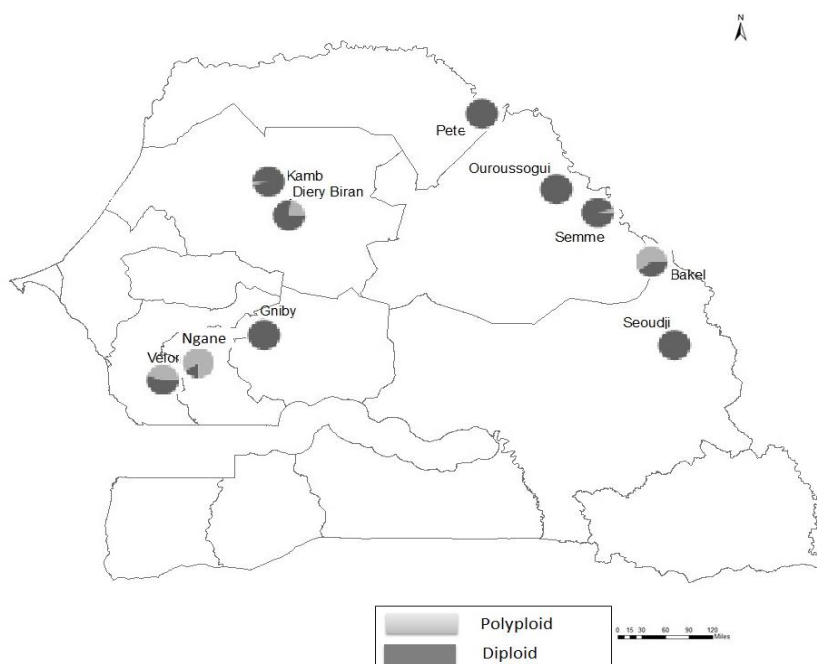 N
Pete
Ouroussogui
Kamb
Diery Biran
Semme
Bakel
Gniby
Seoudji
Ngane
Velor
Polyploid
Diploid
0 15 30 60 90 120
Miles